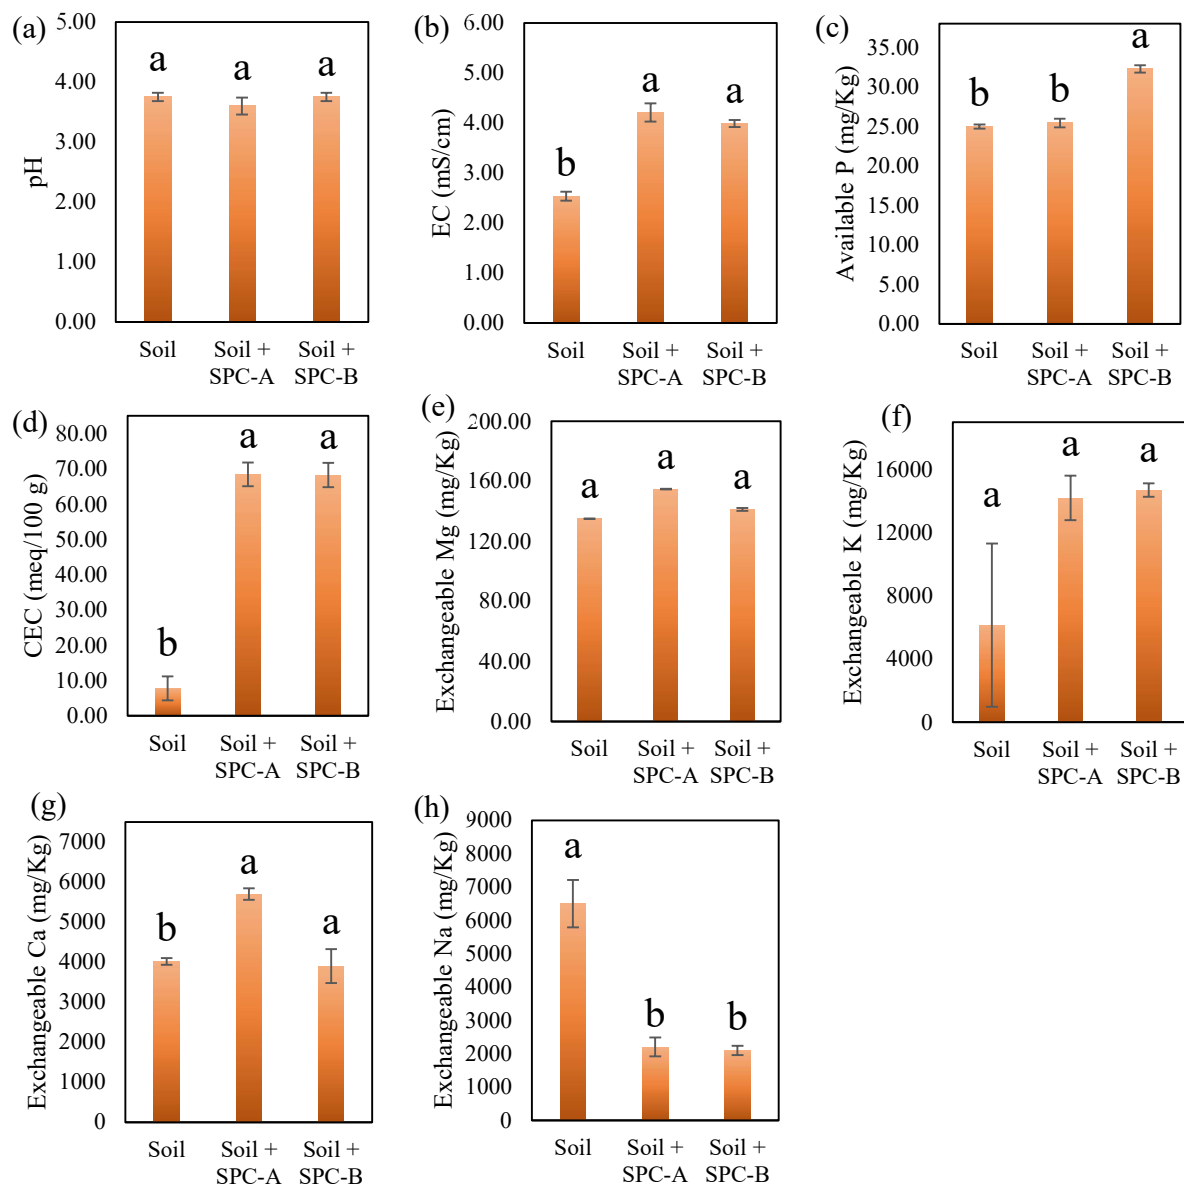 (a)
pH
5.00
4.00
3.00
2.00
1.00
0.00
a
a
a
Soil
Soil +
SPC-A
Soil +
SPC-B
(b)
EC (mS/cm)
6.00
5.00
4.00
3.00
2.00
1.00
0.00
b
a
a
Soil
Soil +
SPC-A
Soil +
SPC-B
(c)
Available P (mg/Kg)
35.00
30.00
25.00
20.00
15.00
10.00
5.00
0.00
b
b
a
Soil
Soil +
SPC-A
Soil +
SPC-B
(d)
CEC (meq/100 g)
80.00
70.00
60.00
50.00
40.00
30.00
20.00
10.00
0.00
b
a
a
Soil
Soil +
SPC-A
Soil +
SPC-B
(e)
Exchangeable Mg (mg/Kg)
200.00
160.00
120.00
80.00
40.00
0.00
a
a
a
Soil
Soil +
SPC-A
Soil +
SPC-B
(f)
Exchangeable K (mg/Kg)
16000
12000
8000
4000
0
a
a
a
Soil
Soil +
SPC-A
Soil +
SPC-B
(g)
Exchangeable Ca (mg/Kg)
7000
6000
5000
4000
3000
2000
1000
0
b
a
a
Soil
Soil +
SPC-A
Soil +
SPC-B
(h)
Exchangeable Na (mg/Kg)
9000
8000
7000
6000
5000
4000
3000
2000
1000
0
a
b
b
Soil
Soil +
SPC-A
Soil +
SPC-B